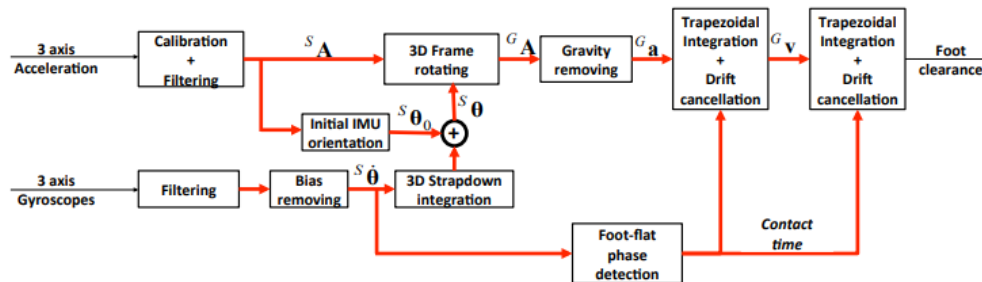 3 axis
Acceleration
Calibration
+
Filtering
S A
3D Frame
rotating
G A
Gravity
removing
G a
Trapezoidal
Integration
+
Drift
cancellation
G v
Trapezoidal
Integration
+
Drift
cancellation
Foot
clearance
Initial IMU
orientation
S θ0
+
S θ
3 axis
Gyroscopes
Filtering
Bias
removing
S θ̇
3D Strapdown
integration
Foot-flat
phase
detection
Contact
time